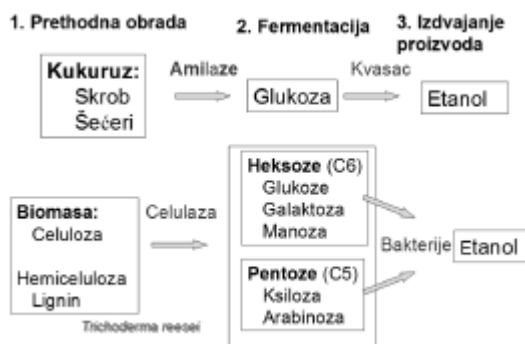 1. Prethodna obrada
2. Fermentacija
3. Izdvajanje
proizvoda
Kukuruz:
Skrob
Šećeri
Amilaze
Glukoza
Kvasac
Etanol
Biomasa:
Celuloza
Hemiceluloza
Lignin
Celulaza
Trichoderma reesei
Heksoze (C6)
Glukoze
Galaktoza
Manoza
Pentoze (C5)
Ksiloza
Arabinoza
Bakterije
Etanol